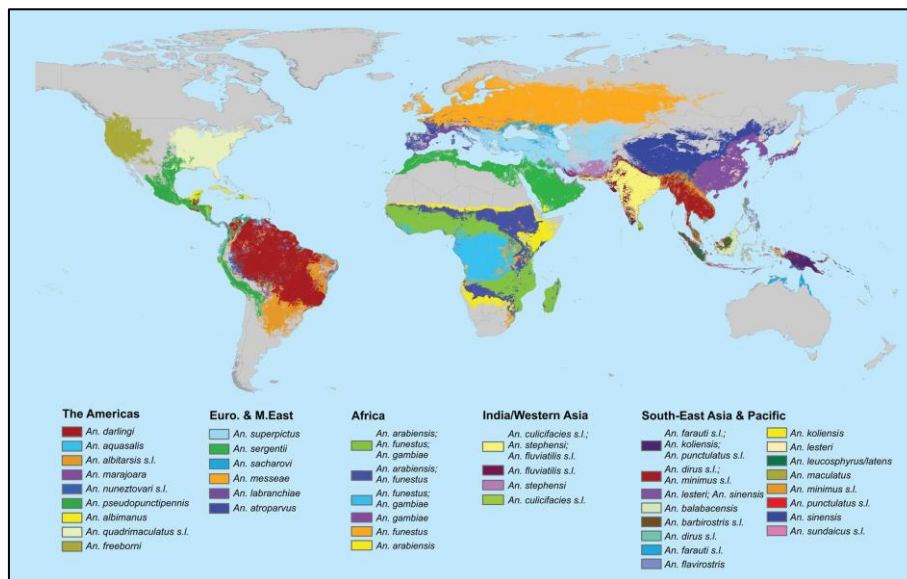 The Americas
An. darlingi
An. aquasalis
An. albitarsis s.l.
An. marajoara
An. nuneztovari s.l.
An. pseudopunctipennis
An. albimanus
An. quadrimaculatus s.l.
An. freeborni
Euro. & M.East
An. superpictus
An. sergentii
An. sacharovi
An. messeae
An. labranchiae
An. atroparvus
Africa
An. arabiensis;
An. funestus;
An. gambiae
An. arabiensis;
An. funestus
An. funestus;
An. gambiae
An. gambiae
An. funestus
An. arabiensis
India/Western Asia
An. culicifacies s.l.;
An. stephensi;
An. fluviatilis s.l.
An. fluviatilis s.l.
An. stephensi
An. culicifacies s.l.
South-East Asia & Pacific
An. farauti s.l.;
An. koliensis;
An. punctulatus s.l.
An. dirus s.l.;
An. minimus s.l.
An. lesteri; An. sinensis
An. balabacensis
An. barbirostris s.l.
An. dirus s.l.
An. farauti s.l.
An. flavirostris
An. koliensis
An. lesteri
An. leucosphyrus/latens
An. maculatus
An. minimus s.l.
An. punctulatus s.l.
An. sinensis
An. sundaicus s.l.